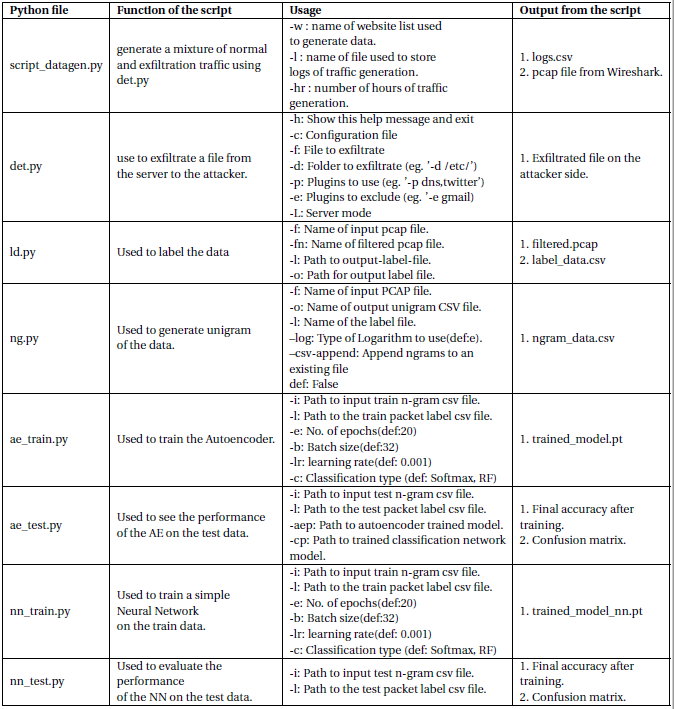 Python file
Function of the script
Usage
Output from the script
script_datagen.py
generate a mixture of normal
and exfiltration traffic using
det.py
-w : name of website list used
to generate data.
-l : name of file used to store
logs of traffic generation.
-hr : number of hours of traffic
generation.
1. logs.csv
2. pcap file from Wireshark.
det.py
use to exfiltrate a file from
the server to the attacker.
-h: Show this help message and exit
-c: Configuration file
-f: File to exfiltrate
-d: Folder to exfiltrate (eg. '-d /etc/')
-p: Plugins to use (eg. '-p dns,twitter')
-e: Plugins to exclude (eg. '-e gmail)
-L: Server mode
1. Exfiltrated file on the
attacker side.
ld.py
Used to label the data
-f: Name of input pcap file.
-fn: Name of filtered pcap file.
-l: Path to output-label-file.
-o: Path for output label file.
1. filtered.pcap
2. label_data.csv
ng.py
Used to generate unigram
of the data.
-f: Name of input PCAP file.
-o: Name of output unigram CSV file.
-l: Name of the label file.
–log: Type of Logarithm to use(def:e).
–csv-append: Append ngrams to an
existing file
def: False
1. ngram_data.csv
ae_train.py
Used to train the Autoencoder.
-i: Path to input train n-gram csv file.
-l: Path to the train packet label csv file.
-e: No. of epochs(def:20)
-b: Batch size(def:32)
-lr: learning rate(def: 0.001)
-c: Classification type (def: Softmax, RF)
1. trained_model.pt
ae_test.py
Used to see the performance
of the AE on the test data.
-i: Path to input test n-gram csv file.
-l: Path to the test packet label csv file.
-aep: Path to autoencoder trained model.
-cp: Path to trained classification network
model.
1. Final accuracy after
training.
2. Confusion matrix.
nn_train.py
Used to train a simple
Neural Network
on the train data.
-i: Path to input train n-gram csv file.
-l: Path to the train packet label csv file.
-e: No. of epochs(def:20)
-b: Batch size(def:32)
-lr: learning rate(def: 0.001)
-c: Classification type (def: Softmax, RF)
1. trained_model_nn.pt
nn_test.py
Used to evaluate the
performance
of the NN on the test data.
-i: Path to input test n-gram csv file.
-l: Path to the test packet label csv file.
1. Final accuracy after
training.
2. Confusion matrix.